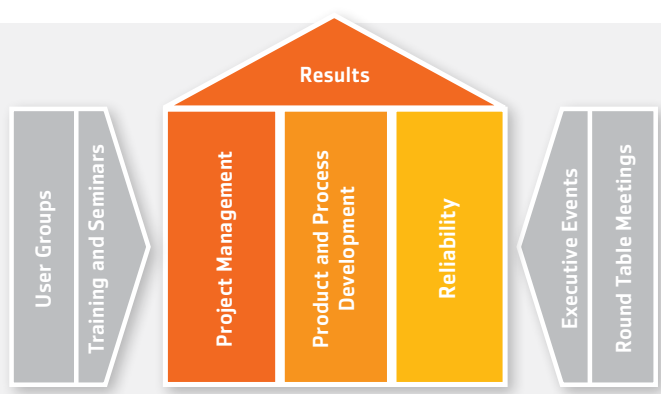 Results
User Groups
Training and Seminars
Project Management
Product and Process
Development
Reliability
Executive Events
Round Table Meetings